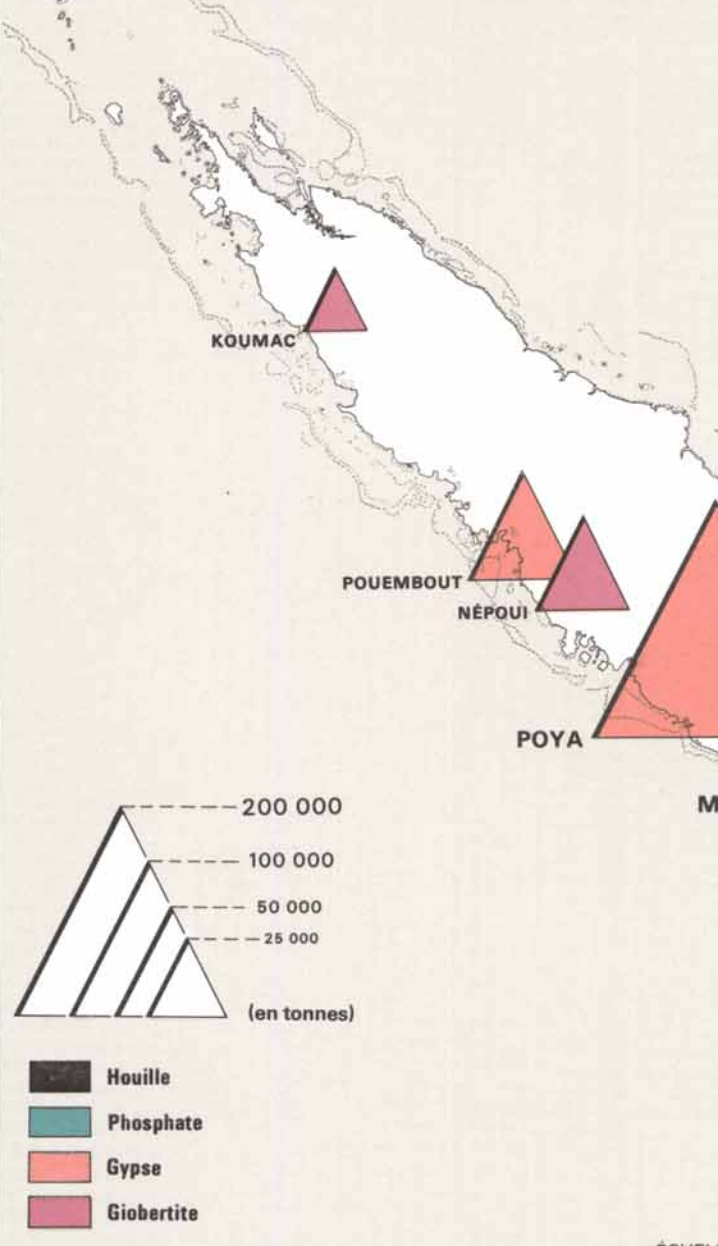 KOUMAC
POUEMBOUT
NÉPOUI
POYA
M
200 000
100 000
50 000
25 000
(en tonnes)
Houille
Phosphate
Gypse
Giobertite